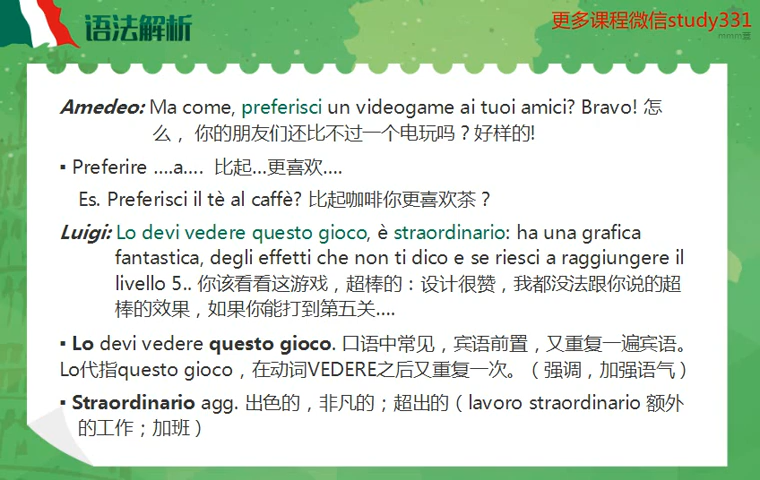 语法解析
更多课程微信study331
Amedeo: Ma come, preferisci un videogame ai tuoi amici? Bravo! 怎
么， 你的朋友们还比不过一个电玩吗？好样的!
▪ Preferire ....a.... 比起...更喜欢....
Es. Preferisci il tè al caffè? 比起咖啡你更喜欢茶？
Luigi: Lo devi vedere questo gioco, è straordinario: ha una grafica
fantastica, degli effetti che non ti dico e se riesci a raggiungere il
livello 5.. 你该看看这游戏，超棒的：设计很赞，我都没法跟你说的超
棒的效果，如果你能打到第五关....
▪ Lo devi vedere questo gioco. 口语中常见，宾语前置，又重复一遍宾语。
Lo代指questo gioco，在动词VEDERE之后又重复一次。（强调，加强语气）
▪ Straordinario agg. 出色的，非凡的；超出的（lavoro straordinario 额外
的工作；加班）